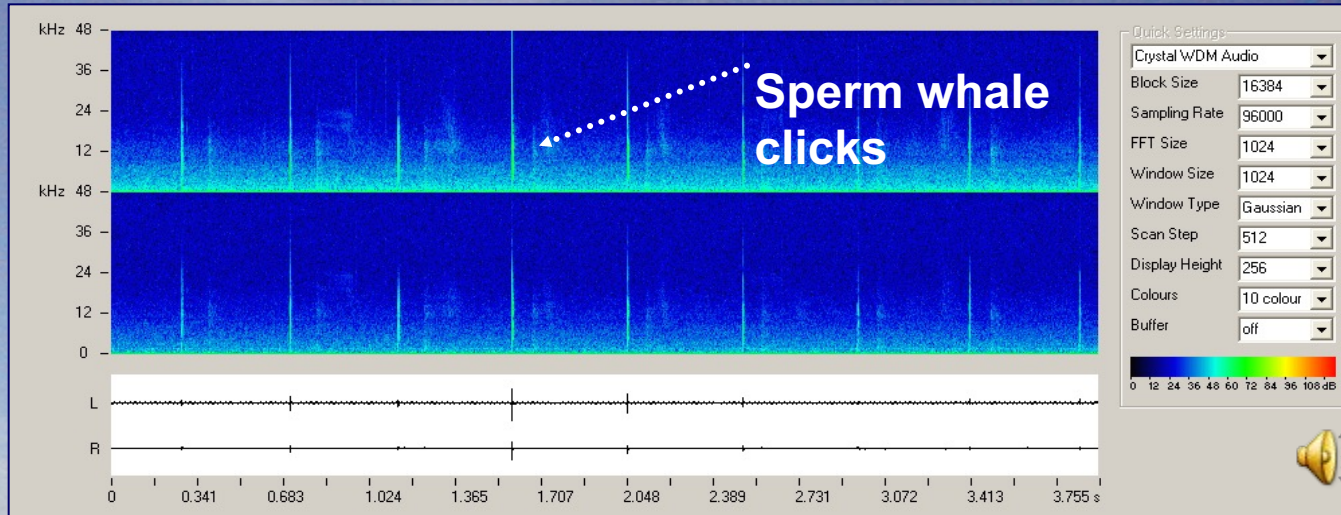 kHz 48
36
24
12
kHz 48
36
24
12
0
Sperm whale
clicks
L
R
0 0.341 0.683 1.024 1.365 1.707 2.048 2.389 2.731 3.072 3.413 3.755 s
Quick Settings
Crystal WDM Audio
Block Size 16384
Sampling Rate 96000
FFT Size 1024
Window Size 1024
Window Type Gaussian
Scan Step 512
Display Height 256
Colours 10 colour
Buffer off
0 12 24 36 48 60 72 84 96 108 dB